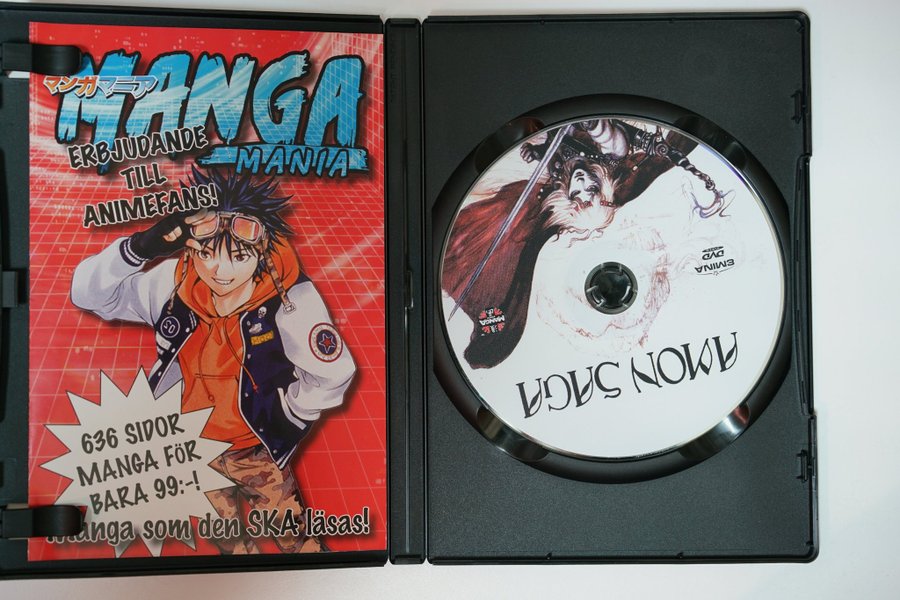 MANGA
マンガマニア
MANIA
ERBJUDANDE
TILL
ANIMEFANS!
636 SIDOR
MANGA FÖR
BARA 99:-!
Manga som den SKA läsas!
EMINA
DVD
MANGA
AMON SAGA